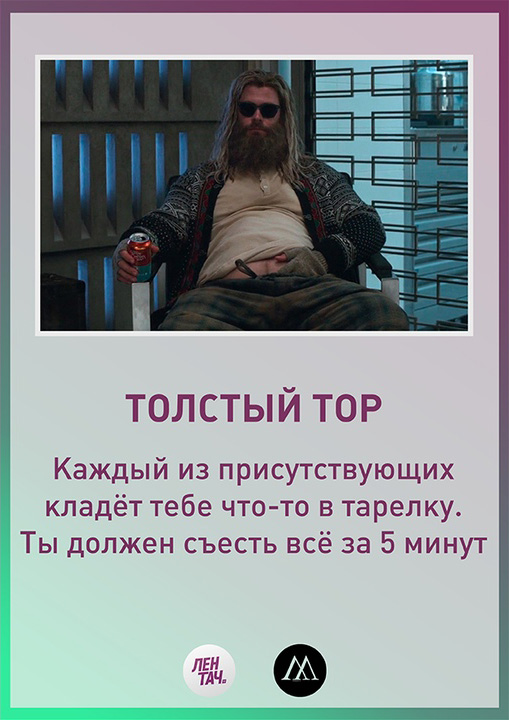 ТОЛСТЫЙ ТОР
Каждый из присутствующих
кладёт тебе что-то в тарелку.
Ты должен съесть всё за 5 минут
ЛЕН
ТАЧ.